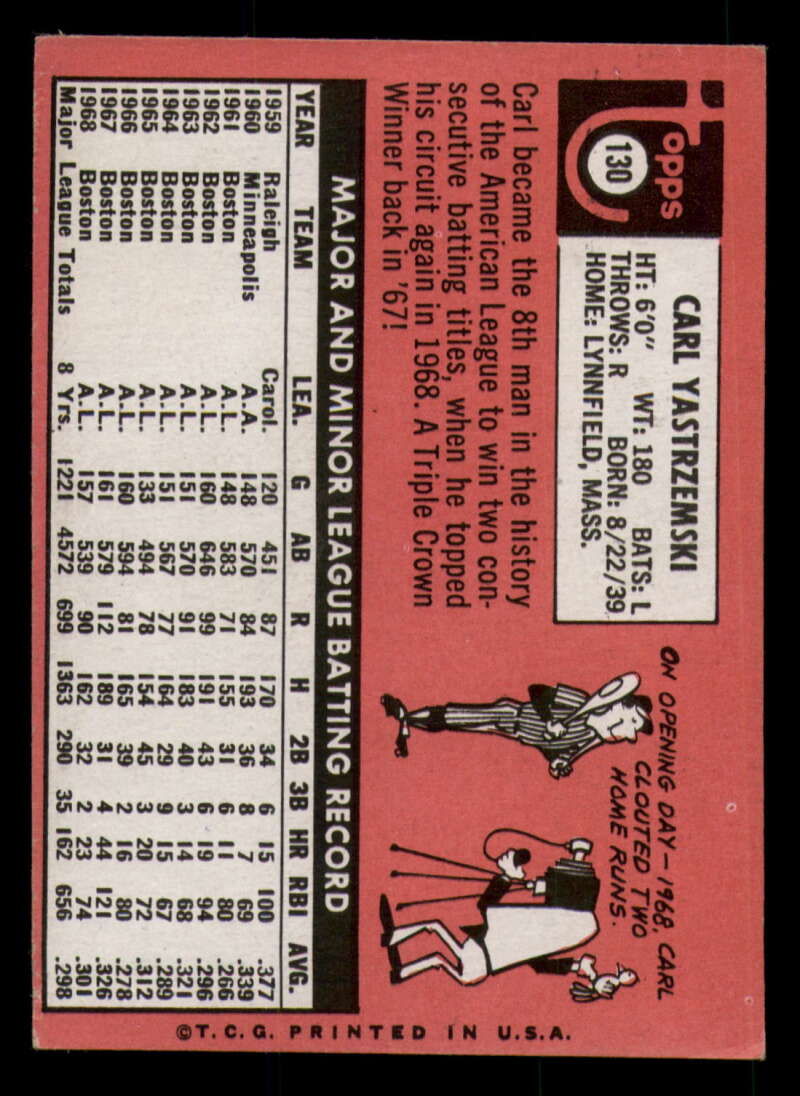 Topps
130
CARL YASTRZEMSKI
HT: 6'0" WT: 180 BATS: L
THROWS: R BORN: 8/22/39
HOME: LYNNFIELD, MASS.
Carl became the 8th man in the history
of the American League to win two con-
secutive batting titles, when he topped
his circuit again in 1968. A Triple Crown
Winner back in '67!
ON OPENING DAY-1968, CARL
CLOUTED TWO
HOME RUNS.
MAJOR AND MINOR LEAGUE BATTING RECORD
YEAR TEAM LEA. G AB R H 2B 3B HR RBI AVG.
1959 Raleigh Carol. 120 451 87 170 34 6 15 100 .377
1960 Minneapolis A.A. 148 570 84 193 36 8 7 69 .339
1961 Boston A.L. 148 583 71 155 31 6 11 80 .266
1962 Boston A.L. 160 646 99 191 43 6 19 94 .296
1963 Boston A.L. 151 570 91 183 40 3 14 68 .321
1964 Boston A.L. 151 567 77 164 29 9 15 67 .289
1965 Boston A.L. 133 494 78 154 45 3 20 72 .312
1966 Boston A.L. 160 594 81 165 39 2 16 80 .278
1967 Boston A.L. 161 579 112 189 31 4 44 121 .326
1968 Boston A.L. 157 539 90 162 32 2 23 74 .301
Major League Totals 8 Yrs. 1221 4572 699 1363 290 35 162 656 .298
©T.C.G. PRINTED IN U.S.A.